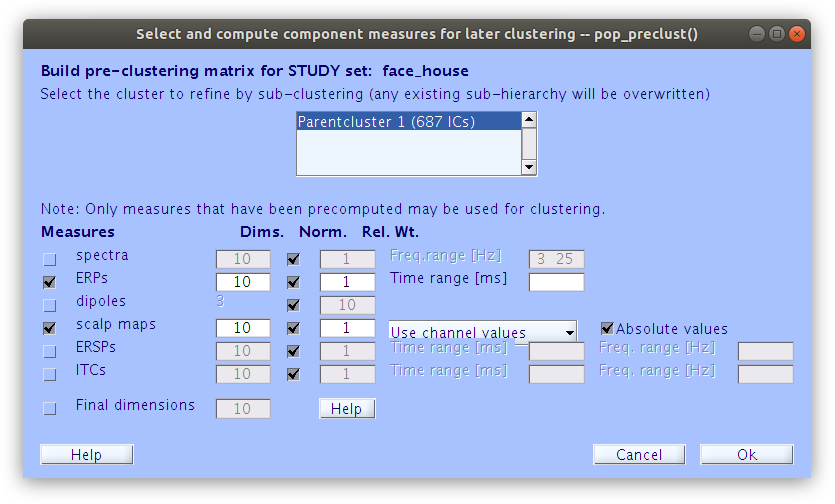 Select and compute component measures for later clustering -- pop_preclust()
Build pre-clustering matrix for STUDY set: face_house
Select the cluster to refine by sub-clustering (any existing sub-hierarchy will be overwritten)
Parentcluster 1 (687 ICs)
Note: Only measures that have been precomputed may be used for clustering.
Measures Dims. Norm. Rel. Wt.
spectra 10 1 Freq.range [Hz] 3 25
ERPs 10 1 Time range [ms]
dipoles 3 10
scalp maps 10 1 Use channel values Absolute values
ERSPs 10 1 Time range [ms] Freq. range [Hz]
ITCs 10 1 Time range [ms] Freq. range [Hz]
Final dimensions 10 Help
Help Cancel Ok